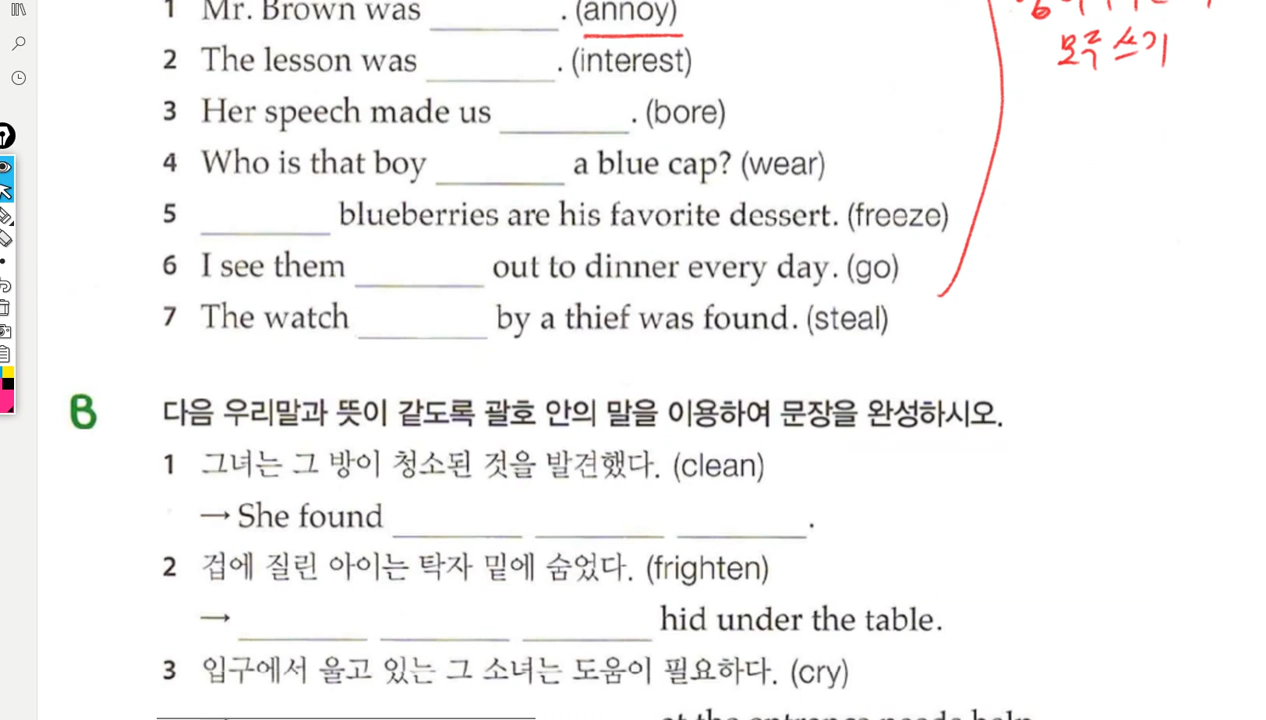 1 Mr. Brown was ________. (annoy)
2 The lesson was ________. (interest)
3 Her speech made us ________. (bore)
4 Who is that boy ________ a blue cap? (wear)
5 ________ blueberries are his favorite dessert. (freeze)
6 I see them ________ out to dinner every day. (go)
7 The watch ________ by a thief was found. (steal)
모두 쓰기
B 다음 우리말과 뜻이 같도록 괄호 안의 말을 이용하여 문장을 완성하시오.
1 그녀는 그 방이 청소된 것을 발견했다. (clean)
→ She found ________ ________ ________.
2 겁에 질린 아이는 탁자 밑에 숨었다. (frighten)
→ ________ ________ ________ hid under the table.
3 입구에서 울고 있는 그 소녀는 도움이 필요하다. (cry)
at the entrance needs help